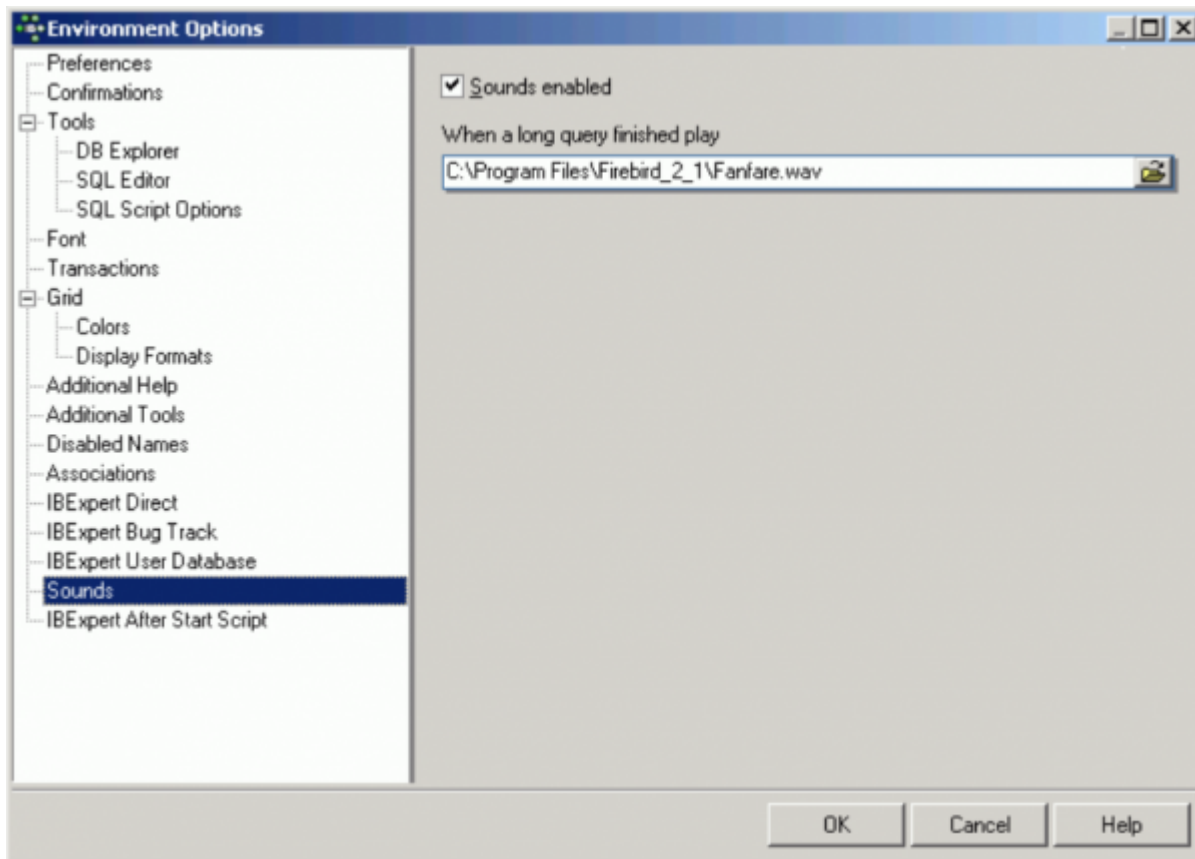 Environment Options
Preferences
Confirmations
Tools
DB Explorer
SQL Editor
SQL Script Options
Font
Transactions
Grid
Colors
Display Formats
Additional Help
Additional Tools
Disabled Names
Associations
IBExpert Direct
IBExpert Bug Track
IBExpert User Database
Sounds
IBExpert After Start Script
Sounds enabled
When a long query finished play
C:\Program Files\Firebird_2_1\Fanfare.wav
OK Cancel Help